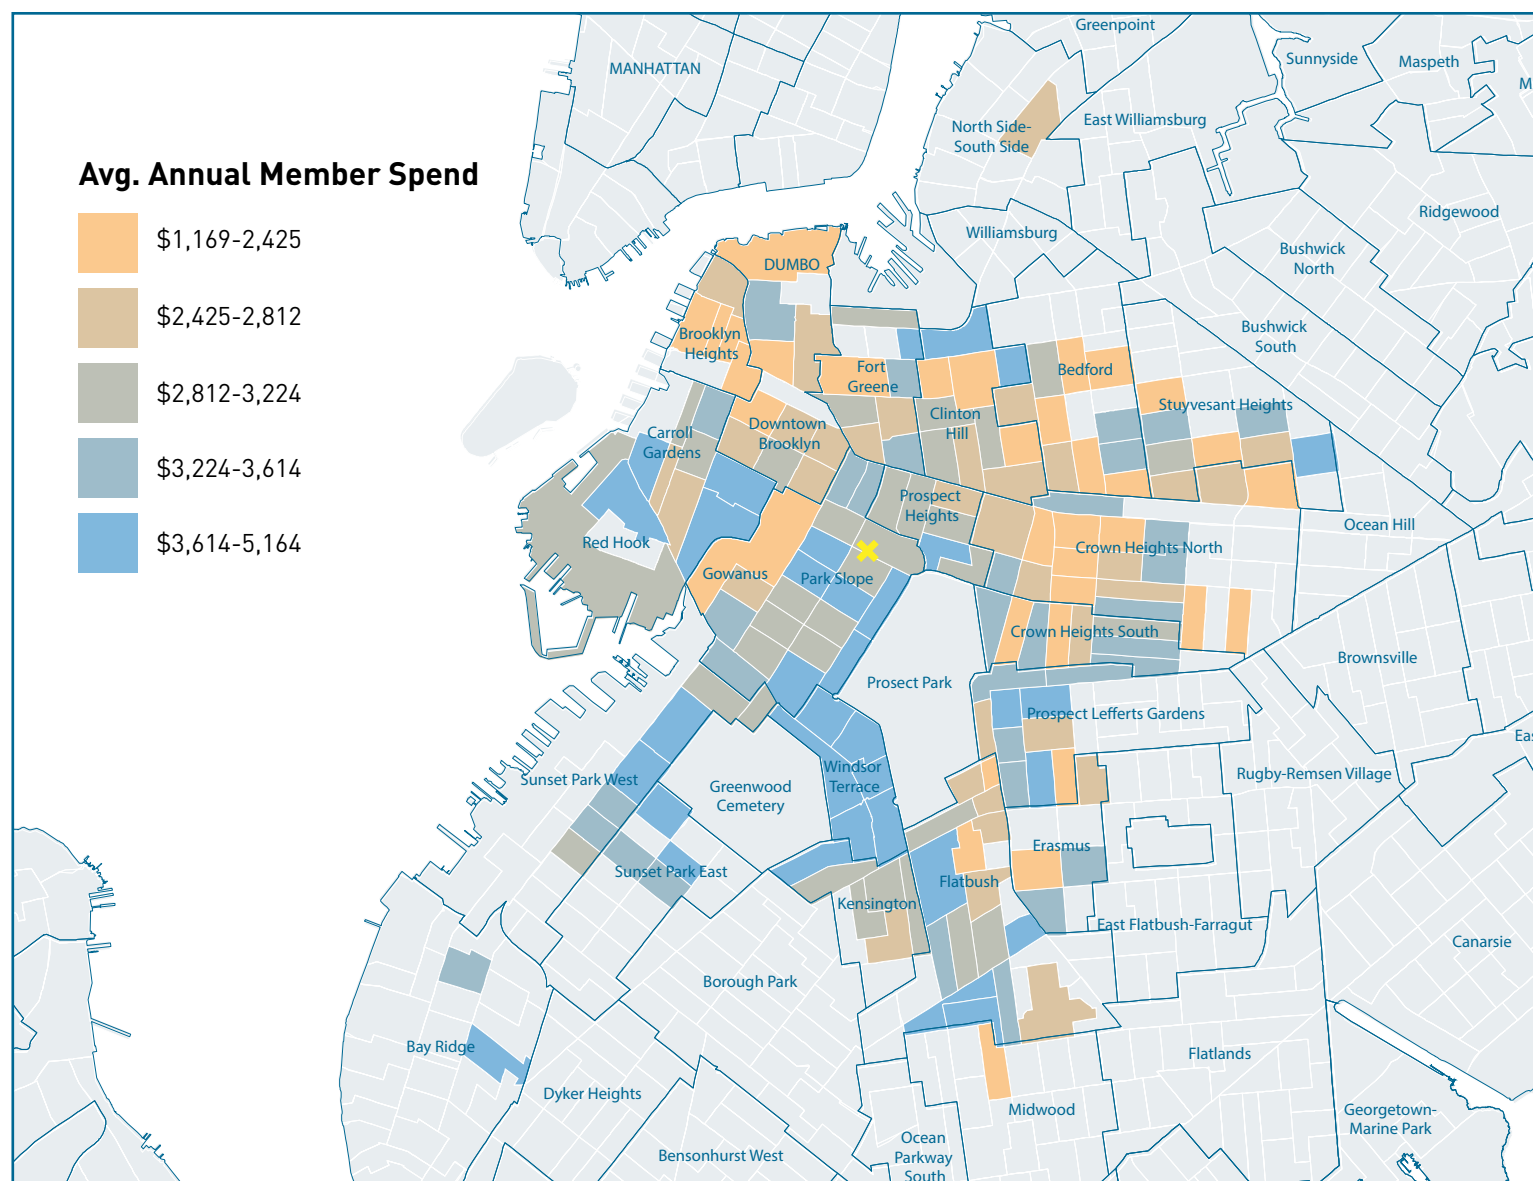 Avg. Annual Member Spend
$1,169-2,425
$2,425-2,812
$2,812-3,224
$3,224-3,614
$3,614-5,164
Greenpoint
MANHATTAN
Sunnyside
Maspeth
M
North Side-
South Side
East Williamsburg
Ridgewood
Williamsburg
Bushwick
North
DUMBO
Bushwick
South
Brooklyn
Heights
Fort
Greene
Bedford
Stuyvesant Heights
Clinton
Hill
Downtown
Brooklyn
Carroll
Gardens
Prospect
Heights
Ocean Hill
Red Hook
Crown Heights North
Gowanus
Park Slope
Crown Heights South
Brownsville
Prosect Park
Prospect Lefferts Gardens
Eas
Sunset Park West
Windsor
Terrace
Greenwood
Cemetery
Rugby-Remsen Village
Erasmus
Sunset Park East
Flatbush
Kensington
East Flatbush-Farragut
Canarsie
Borough Park
Bay Ridge
Flatlands
Dyker Heights
Midwood
Georgetown-
Marine Park
Ocean
Parkway
South
Bensonhurst West